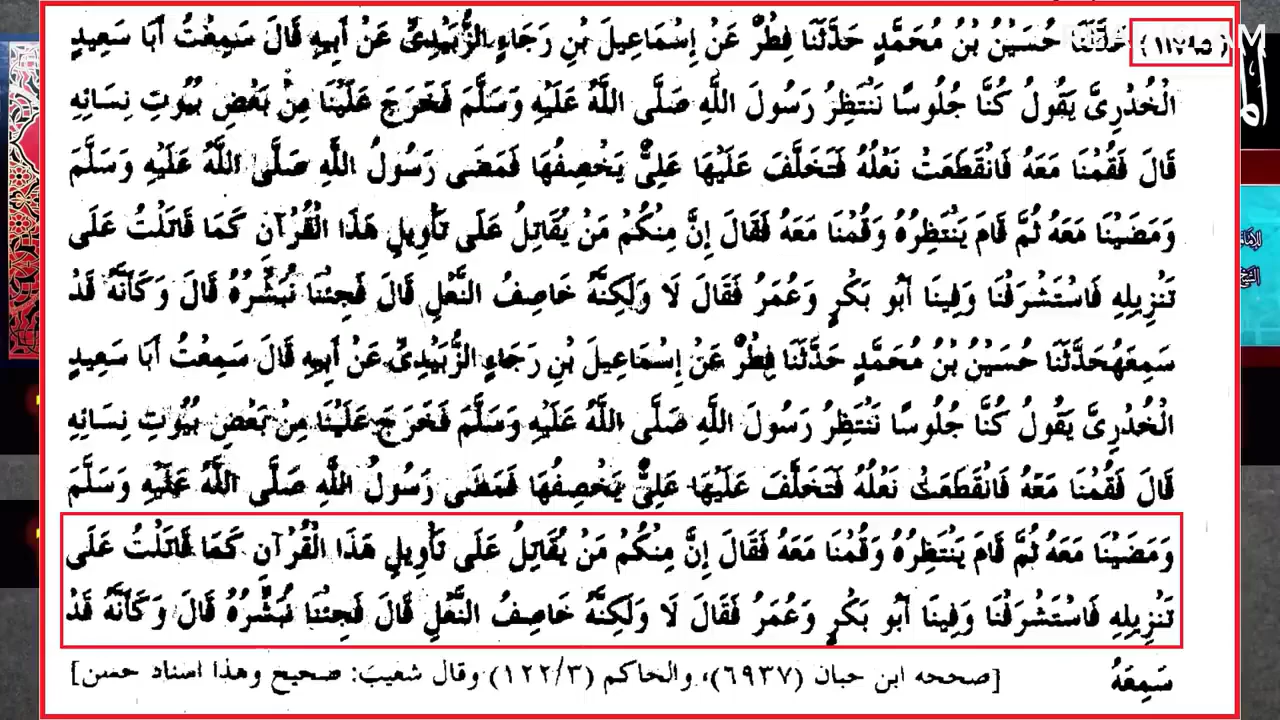 حَدَّثَنَا حُسَيْنُ بْنُ مُحَمَّدٍ حَدَّثَنَا فِطْرٌ عَنْ إِسْمَاعِيلَ بْنِ رَجَاءٍ الزُّبَيْدِيِّ عَنْ أَبِيهِ قَالَ سَمِعْتُ أَبَا سَعِيدٍ
الْخُدْرِيَّ يَقُولُ كُنَّا جُلُوسًا نَنْتَظِرُ رَسُولَ اللَّهِ صَلَّى اللَّهُ عَلَيْهِ وَسَلَّمَ فَخَرَجَ عَلَيْنَا مِنْ بَعْضِ بُيُوتِ نِسَائِهِ
قَالَ فَقُمْنَا مَعَهُ فَانْقَطَعَتْ نَعْلُهُ فَتَخَلَّفَ عَلَيْهَا عَلِيٌّ يَخْصِفُهَا فَمَضَى رَسُولُ اللَّهِ صَلَّى اللَّهُ عَلَيْهِ وَسَلَّمَ
وَمَضَيْنَا مَعَهُ ثُمَّ قَامَ يَنْتَظِرُهُ وَقُمْنَا مَعَهُ فَقَالَ إِنَّ مِنْكُمْ مَنْ يُقَاتِلُ عَلَى تَأْوِيلِ هَذَا الْقُرْآنِ كَمَا قَاتَلْتُ عَلَى
تَنْزِيلِهِ فَاسْتَشْرَفْنَا وَفِينَا أَبُو بَكْرٍ وَعُمَرُ فَقَالَ لَا وَلَكِنَّهُ خَاصِفُ النَّعْلِ قَالَ فَجِئْنَا نُبَشِّرُهُ قَالَ وَكَأَنَّهُ قَدْ
سَمِعَهُ حَدَّثَنَا حُسَيْنُ بْنُ مُحَمَّدٍ حَدَّثَنَا فِطْرٌ عَنْ إِسْمَاعِيلَ بْنِ رَجَاءٍ الزُّبَيْدِيِّ عَنْ أَبِيهِ قَالَ سَمِعْتُ أَبَا سَعِيدٍ
الْخُدْرِيَّ يَقُولُ كُنَّا جُلُوسًا نَنْتَظِرُ رَسُولَ اللَّهِ صَلَّى اللَّهُ عَلَيْهِ وَسَلَّمَ فَخَرَجَ عَلَيْنَا مِنْ بَعْضِ بُيُوتِ نِسَائِهِ
قَالَ فَقُمْنَا مَعَهُ فَانْقَطَعَتْ نَعْلُهُ فَتَخَلَّفَ عَلَيْهَا عَلِيٌّ يَخْصِفُهَا فَمَضَى رَسُولُ اللَّهِ صَلَّى اللَّهُ عَلَيْهِ وَسَلَّمَ
وَمَضَيْنَا مَعَهُ ثُمَّ قَامَ يَنْتَظِرُهُ وَقُمْنَا مَعَهُ فَقَالَ إِنَّ مِنْكُمْ مَنْ يُقَاتِلُ عَلَى تَأْوِيلِ هَذَا الْقُرْآنِ كَمَا قَاتَلْتُ عَلَى
تَنْزِيلِهِ فَاسْتَشْرَفْنَا وَفِينَا أَبُو بَكْرٍ وَعُمَرُ فَقَالَ لَا وَلَكِنَّهُ خَاصِفُ النَّعْلِ قَالَ فَجِئْنَا نُبَشِّرُهُ قَالَ وَكَأَنَّهُ قَدْ
سَمِعَهُ [صححه ابن حبان (٦٩٣٧)، والحاكم (١٢٢/٣) وقال شعيب: صحيح وهذا اسناد حسن]